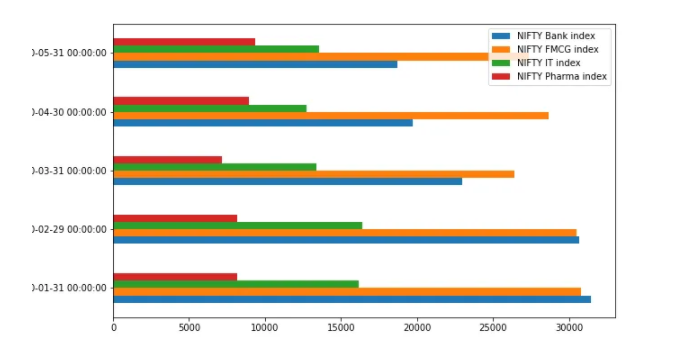 NIFTY Bank index
NIFTY FMCG index
NIFTY IT index
NIFTY Pharma index
-05-31 00:00:00
-04-30 00:00:00
-03-31 00:00:00
-02-29 00:00:00
-01-31 00:00:00
0 5000 10000 15000 20000 25000 30000